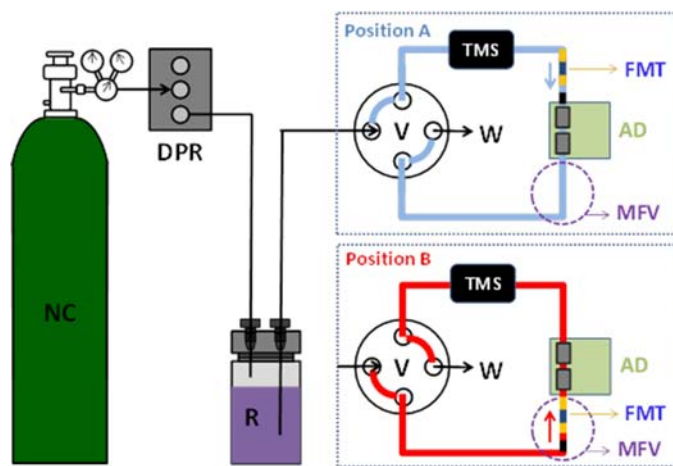 Position A
TMS
FMT
AD
V
W
MFV
DPR
NC
R
Position B
TMS
AD
V
W
FMT
MFV